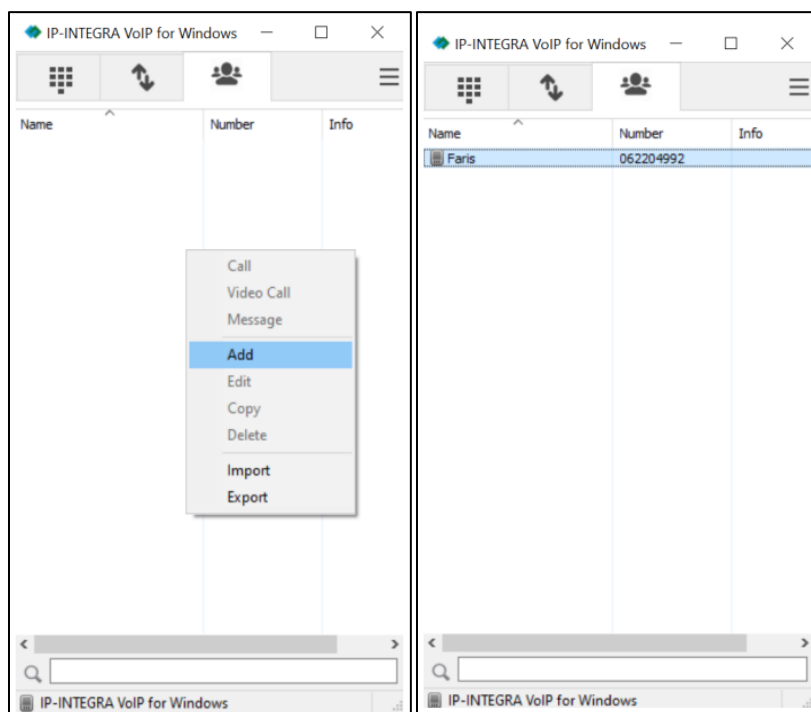 IP-INTEGRA VoIP for Windows
Name Number Info
Call
Video Call
Message
Add
Edit
Copy
Delete
Import
Export
IP-INTEGRA VoIP for Windows
IP-INTEGRA VoIP for Windows
Name Number Info
Faris 062204992
IP-INTEGRA VoIP for Windows